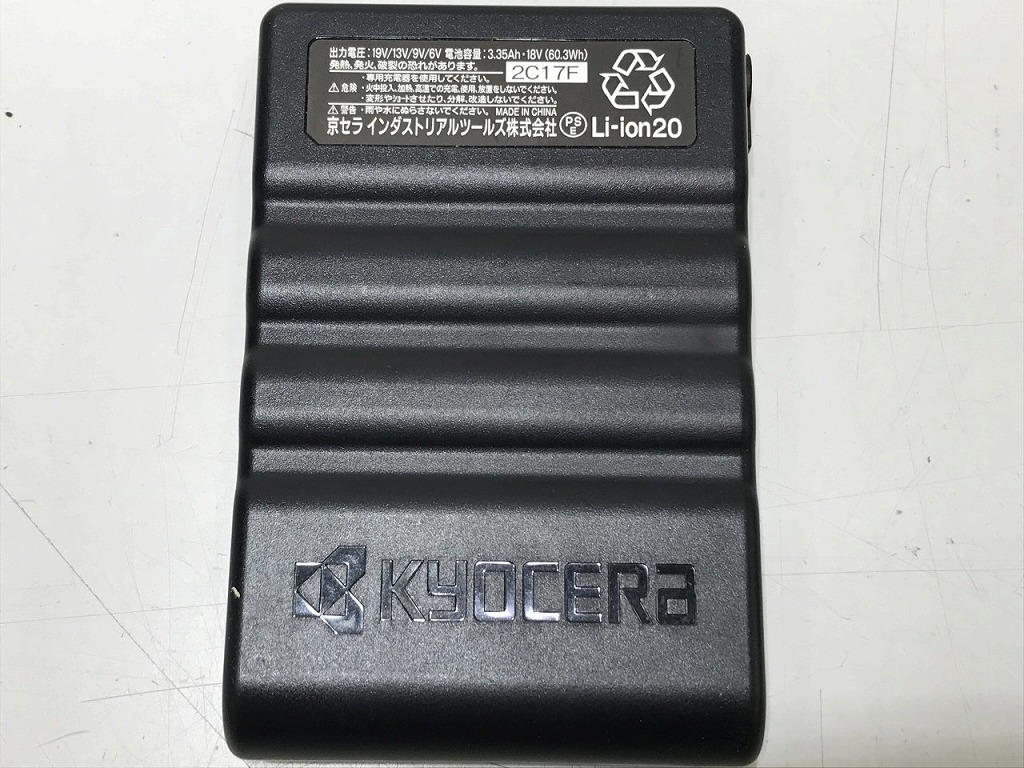 出力電圧:19V/13V/9V/6V 電池容量:3.35Ah・18V (60.3Wh)
発熱、発火、破裂の恐れがあります。 2C17F
・専用充電器を使用してください。
⚠危険 ・火中投入、加熱、高温での充電、使用、放置をしないでください。
・変形やショートさせたり、分解、改造しないでください。
⚠警告 ・雨や水にぬらさないでください。 MADE IN CHINA
京セラ インダストリアルツールズ株式会社 PSE Li-ion20
KYOCERA